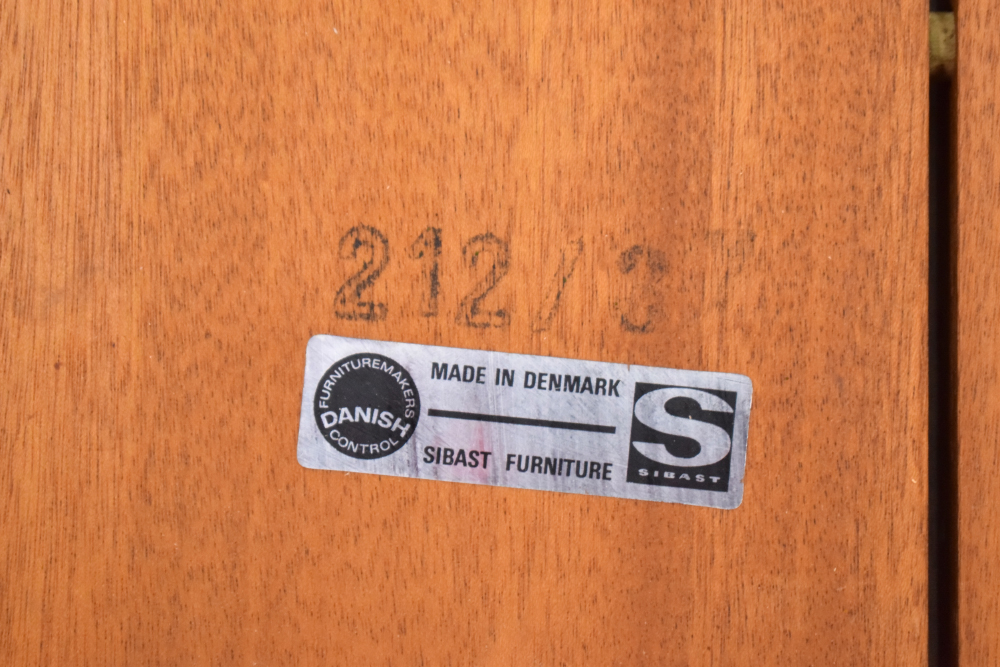 212/3
FURNITUREMAKERS
DANISH
CONTROL
MADE IN DENMARK
SIBAST FURNITURE
S
SIBAST